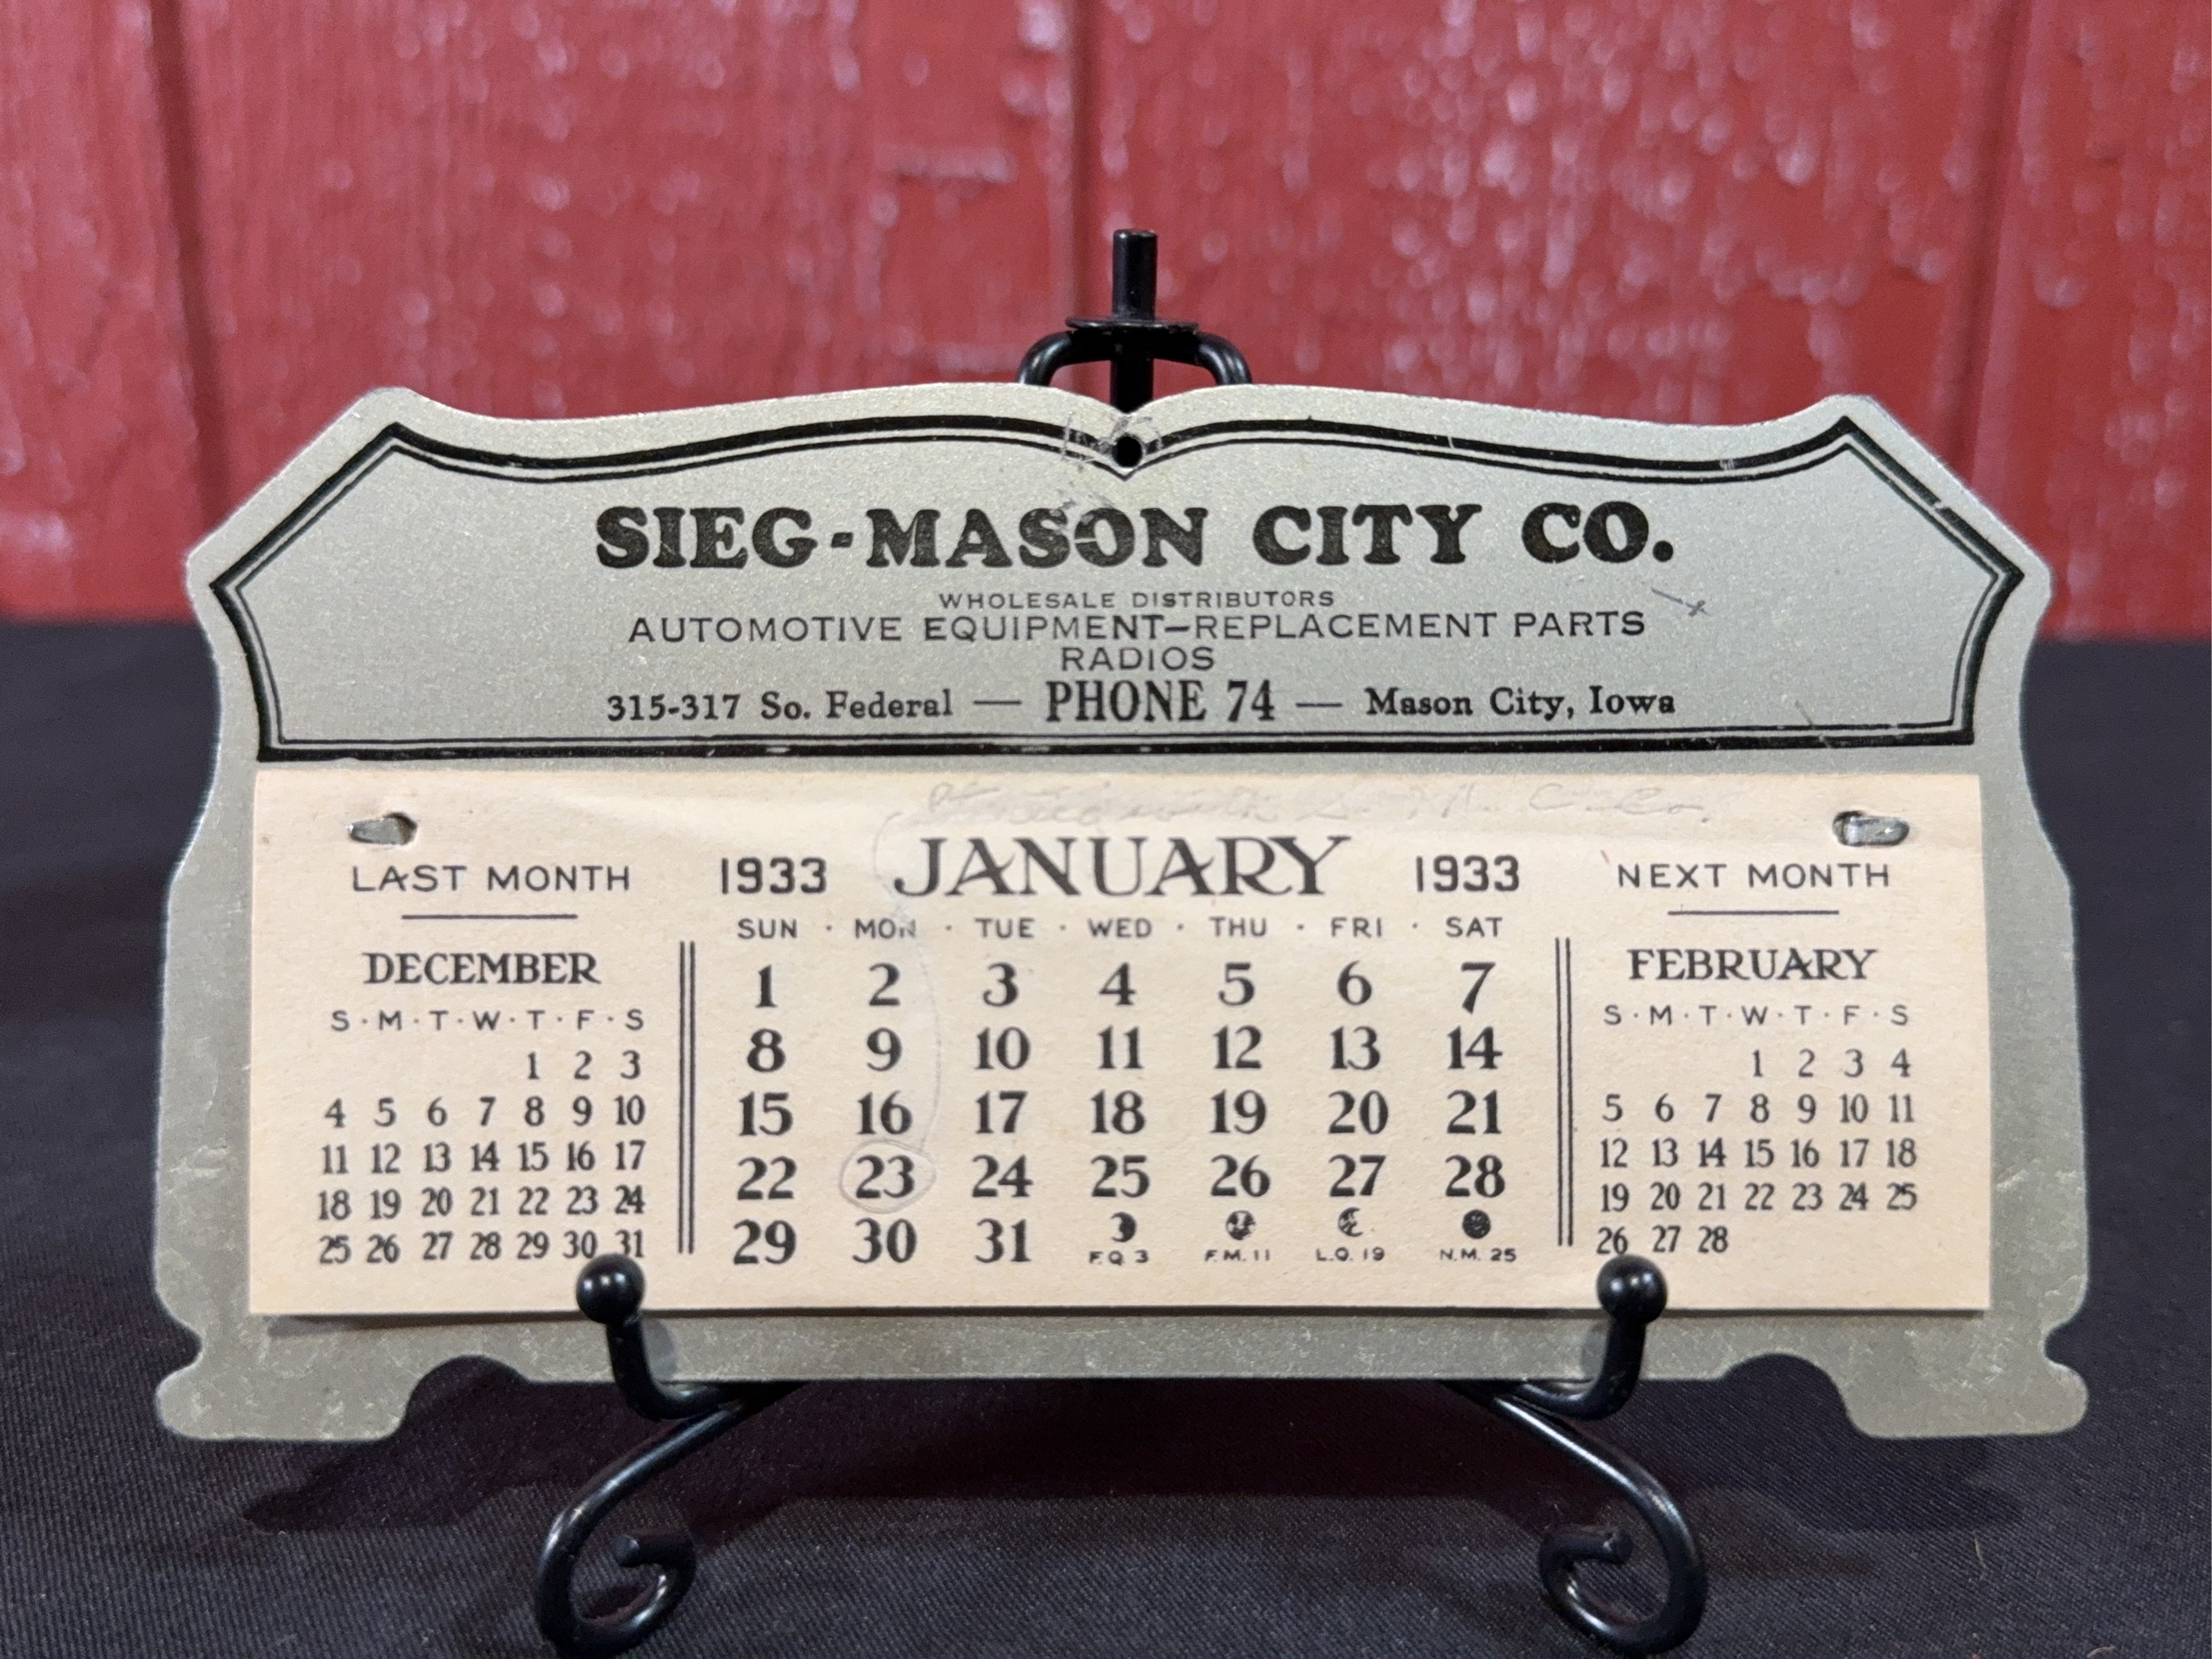 SIEG-MASON CITY CO.
WHOLESALE DISTRIBUTORS
AUTOMOTIVE EQUIPMENT—REPLACEMENT PARTS
RADIOS
315-317 So. Federal — PHONE 74 — Mason City, Iowa
LAST MONTH
DECEMBER
S·M·T·W·T·F·S
1 2 3
4 5 6 7 8 9 10
11 12 13 14 15 16 17
18 19 20 21 22 23 24
25 26 27 28 29 30 31
1933 JANUARY 1933
SUN · MON · TUE · WED · THU · FRI · SAT
1 2 3 4 5 6 7
8 9 10 11 12 13 14
15 16 17 18 19 20 21
22 23 24 25 26 27 28
29 30 31
F.Q. 3 F.M. 11 L.Q. 19 N.M. 25
NEXT MONTH
FEBRUARY
S·M·T·W·T·F·S
1 2 3 4
5 6 7 8 9 10 11
12 13 14 15 16 17 18
19 20 21 22 23 24 25
26 27 28